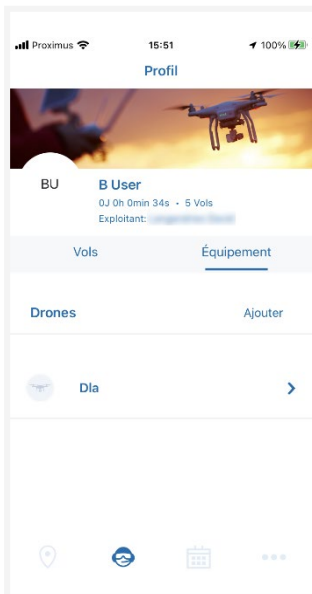 Proximus 15:51 100%
Profil
BU
B User
0J 0h 0min 34s • 5 Vols
Exploitant:
Vols Équipement
Drones Ajouter
Dla